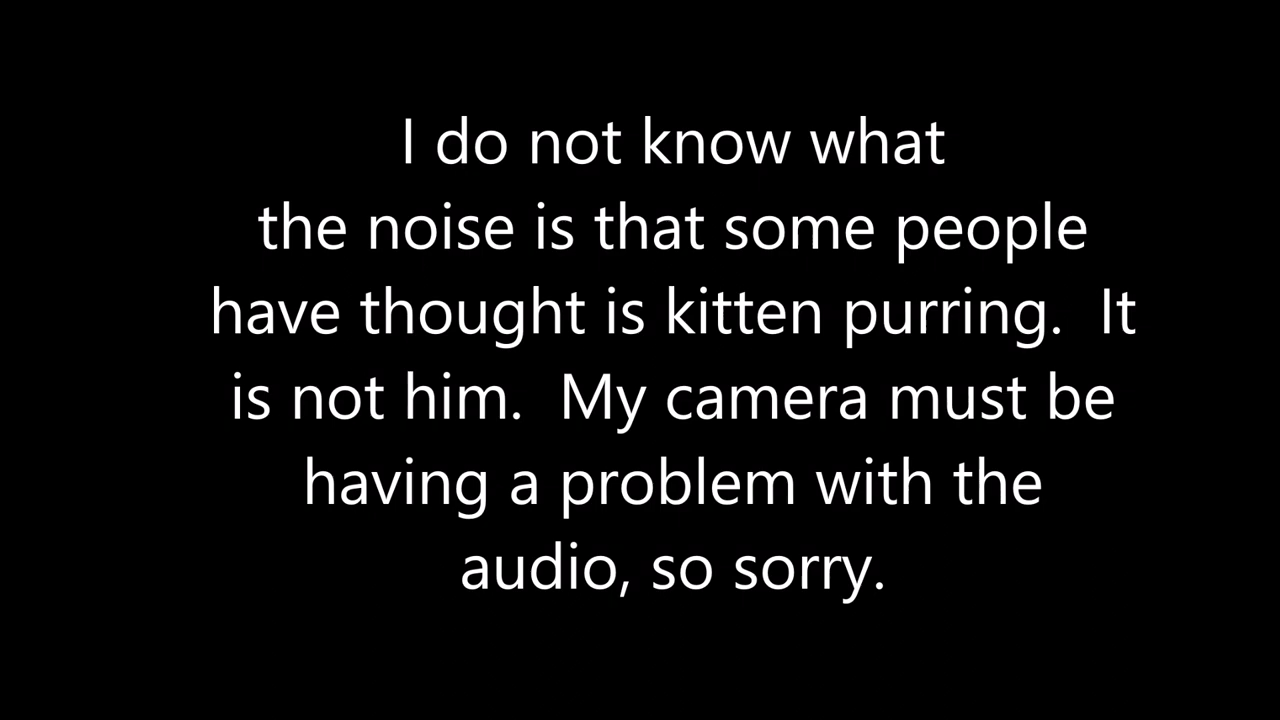 I do not know what
the noise is that some people
have thought is kitten purring.  It
is not him.  My camera must be
having a problem with the
audio, so sorry.